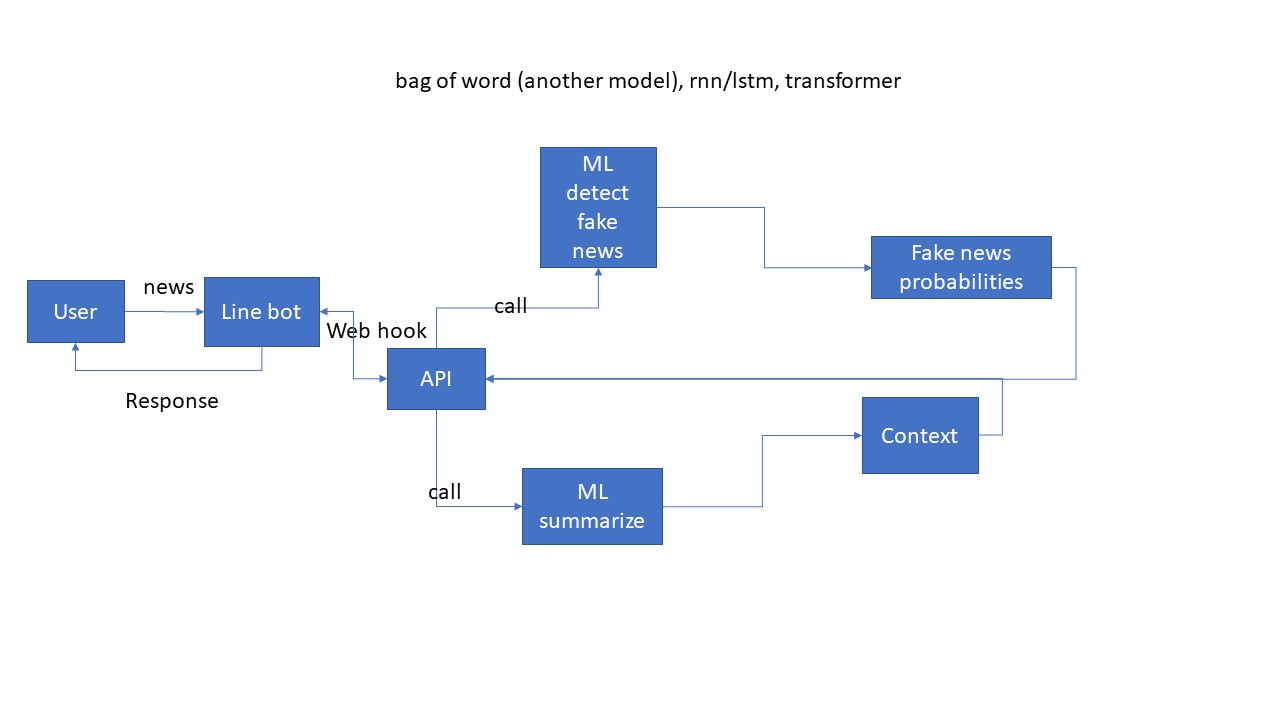 bag of word (another model), rnn/lstm, transformer
ML
detect
fake
news
Fake news
probabilities
news
User
Line bot
call
Web hook
API
Response
Context
call
ML
summarize